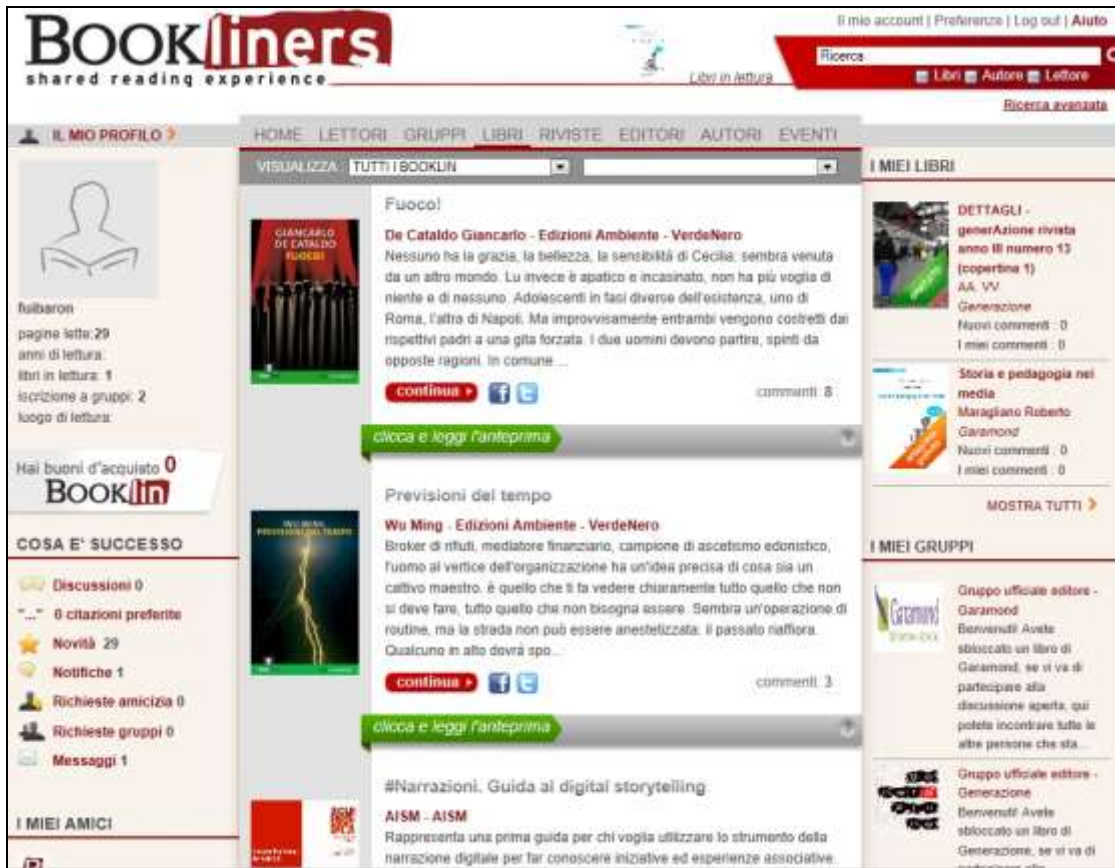 BOOKliners
shared reading experience
Il mio account | Preferenze | Log out | Aiuto
Libri in lettura
Ricerca
Libri Autore Lettore
Ricerca avanzata
IL MIO PROFILO
HOME LETTORI GRUPPI LIBRI RIVISTE EDITORI AUTORI EVENTI
VISUALIZZA: TUTTI I BOOKLIN
fuibaron
pagine lette: 29
anni di lettura:
libri in lettura: 1
iscrizione a gruppi: 2
luogo di lettura:
Hai buoni d'acquisto 0
BOOKlin
COSA E' SUCCESSO
Discussioni 0
"..." 0 citazioni preferite
Novità 29
Notifiche 1
Richieste amicizia 0
Richieste gruppi 0
Messaggi 1
I MIEI AMICI
GIANCARLO
DE CATALDO
FUOCO!
Fuoco!
De Cataldo Giancarlo - Edizioni Ambiente - VerdeNero
Nessuno ha la grazia, la bellezza, la sensibilità di Cecilia: sembra venuta
da un altro mondo. Lu invece è apatico e incasinato, non ha più voglia di
niente e di nessuno. Adolescenti in fasi diverse dell'esistenza, uno di
Roma, l'altra di Napoli. Ma improvvisamente entrambi vengono costretti dai
rispettivi padri a una gita forzata. I due uomini devono partire, spinti da
opposte ragioni. In comune ...
continua
commenti: 8
clicca e leggi l'anteprima
WU MING
PREVISIONI DEL TEMPO
Previsioni del tempo
Wu Ming - Edizioni Ambiente - VerdeNero
Broker di rifiuti, mediatore finanziario, campione di ascetismo edonistico,
l'uomo al vertice dell'organizzazione ha un'idea precisa di cosa sia un
cattivo maestro. è quello che ti fa vedere chiaramente tutto quello che non
si deve fare, tutto quello che non bisogna essere. Sembra un'operazione di
routine, ma la strada non può essere anestetizzata: il passato riaffiora.
Qualcuno in alto dovrà spo...
continua
commenti: 3
clicca e leggi l'anteprima
#Narrazioni. Guida al digital storytelling
AISM - AISM
Rappresenta una prima guida per chi voglia utilizzare lo strumento della
narrazione digitale per far conoscere iniziative ed esperienze associative.
I MIEI LIBRI
DETTAGLI -
generAzione rivista
anno III numero 13
(copertina 1)
AA. VV
Generazione
Nuovi commenti : 0
I miei commenti : 0
Storia e pedagogia nei
media
Maragliano Roberto
Garamond
Nuovi commenti : 0
I miei commenti : 0
MOSTRA TUTTI
I MIEI GRUPPI
Garamond
Gruppo ufficiale editore -
Garamond
Benvenuti! Avete
sbloccato un libro di
Garamond, se vi va di
partecipare alla
discussione aperta, qui
potete incontrare tutte le
altre persone che sta...
Gruppo ufficiale editore -
Generazione
Benvenuti! Avete
sbloccato un libro di
Generazione, se vi va di